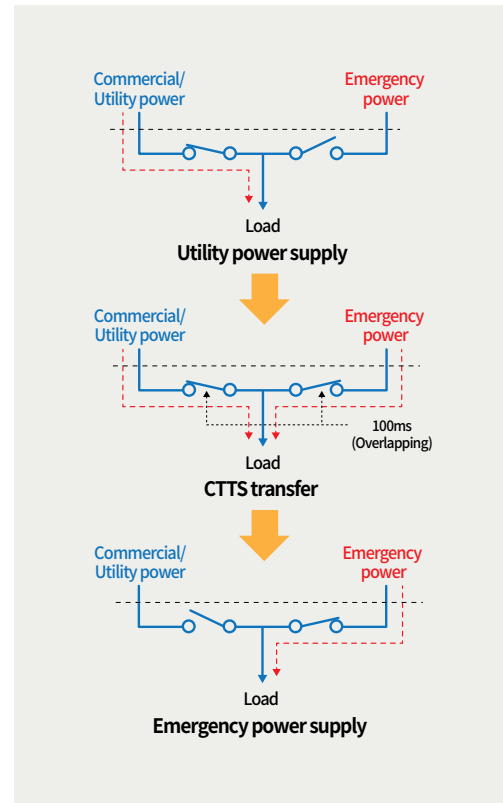 Commercial/
Utility power
Emergency
power
Load
Utility power supply
Commercial/
Utility power
Emergency
power
100ms
(Overlapping)
Load
CTTS transfer
Commercial/
Utility power
Emergency
power
Load
Emergency power supply